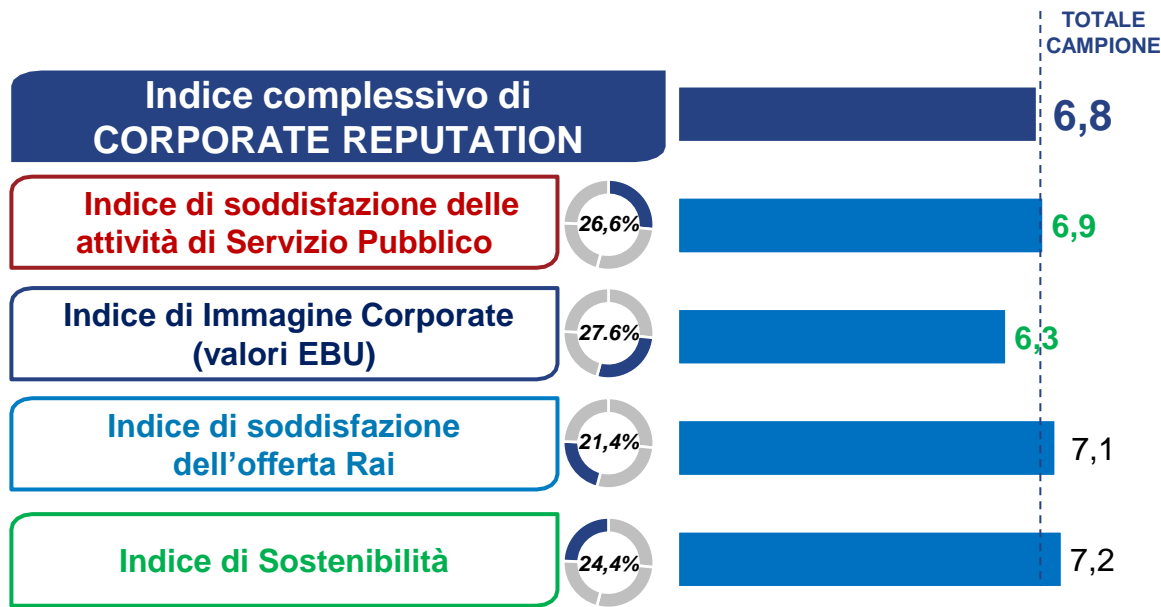 TOTALE
CAMPIONE
Indice complessivo di
CORPORATE REPUTATION
6,8
Indice di soddisfazione delle
attività di Servizio Pubblico
26,6%
6,9
Indice di Immagine Corporate
(valori EBU)
27.6%
6,3
Indice di soddisfazione
dell’offerta Rai
21,4%
7,1
Indice di Sostenibilità
24,4%
7,2